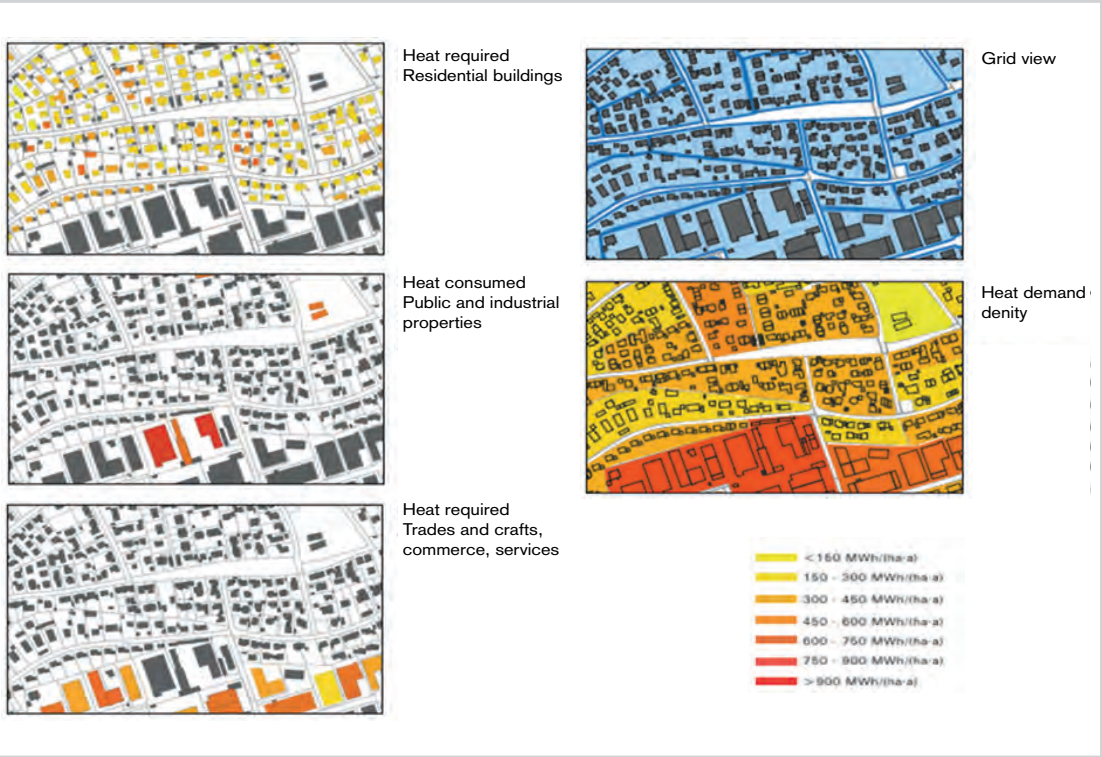 Heat required
Residential buildings
Grid view
Heat consumed
Public and industrial
properties
Heat demand
denity
Heat required
Trades and crafts,
commerce, services
<150 MWh/(ha·a)
150 - 300 MWh/(ha·a)
300 - 450 MWh/(ha·a)
450 - 600 MWh/(ha·a)
600 - 750 MWh/(ha·a)
750 - 900 MWh/(ha·a)
>900 MWh/(ha·a)